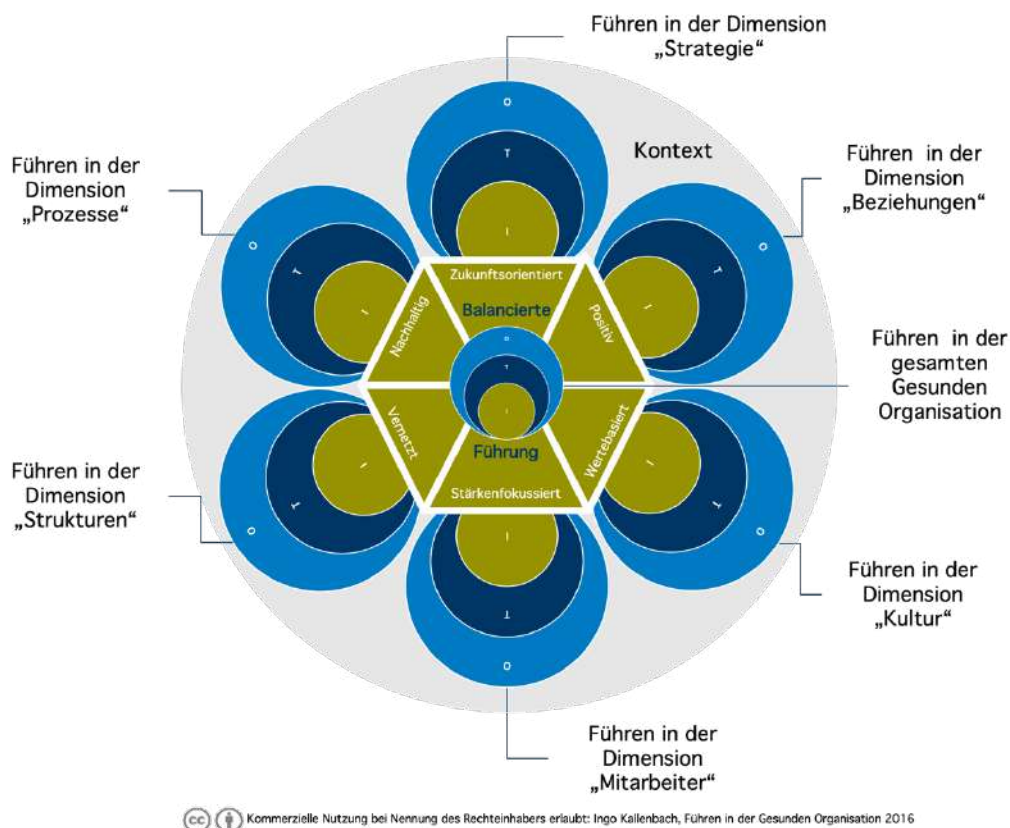 Führen in der Dimension
„Strategie“
Kontext
Führen in der
Dimension
„Prozesse“
Führen in der
Dimension
„Beziehungen“
O
T
I
O
T
I
O
T
I
Zukunftsorientiert
Balancierte
Nachhaltig
Positiv
O
T
I
Führen in der
gesamten
Gesunden
Organisation
Vernetzt
Wertebasiert
Führung
Stärkenfokussiert
I
T
O
I
T
O
I
T
O
Führen in der
Dimension
„Strukturen“
Führen in der
Dimension
„Kultur“
Führen in der
Dimension
„Mitarbeiter“
cc Kommerzielle Nutzung bei Nennung des Rechteinhabers erlaubt: Ingo Kallenbach, Führen in der Gesunden Organisation 2016